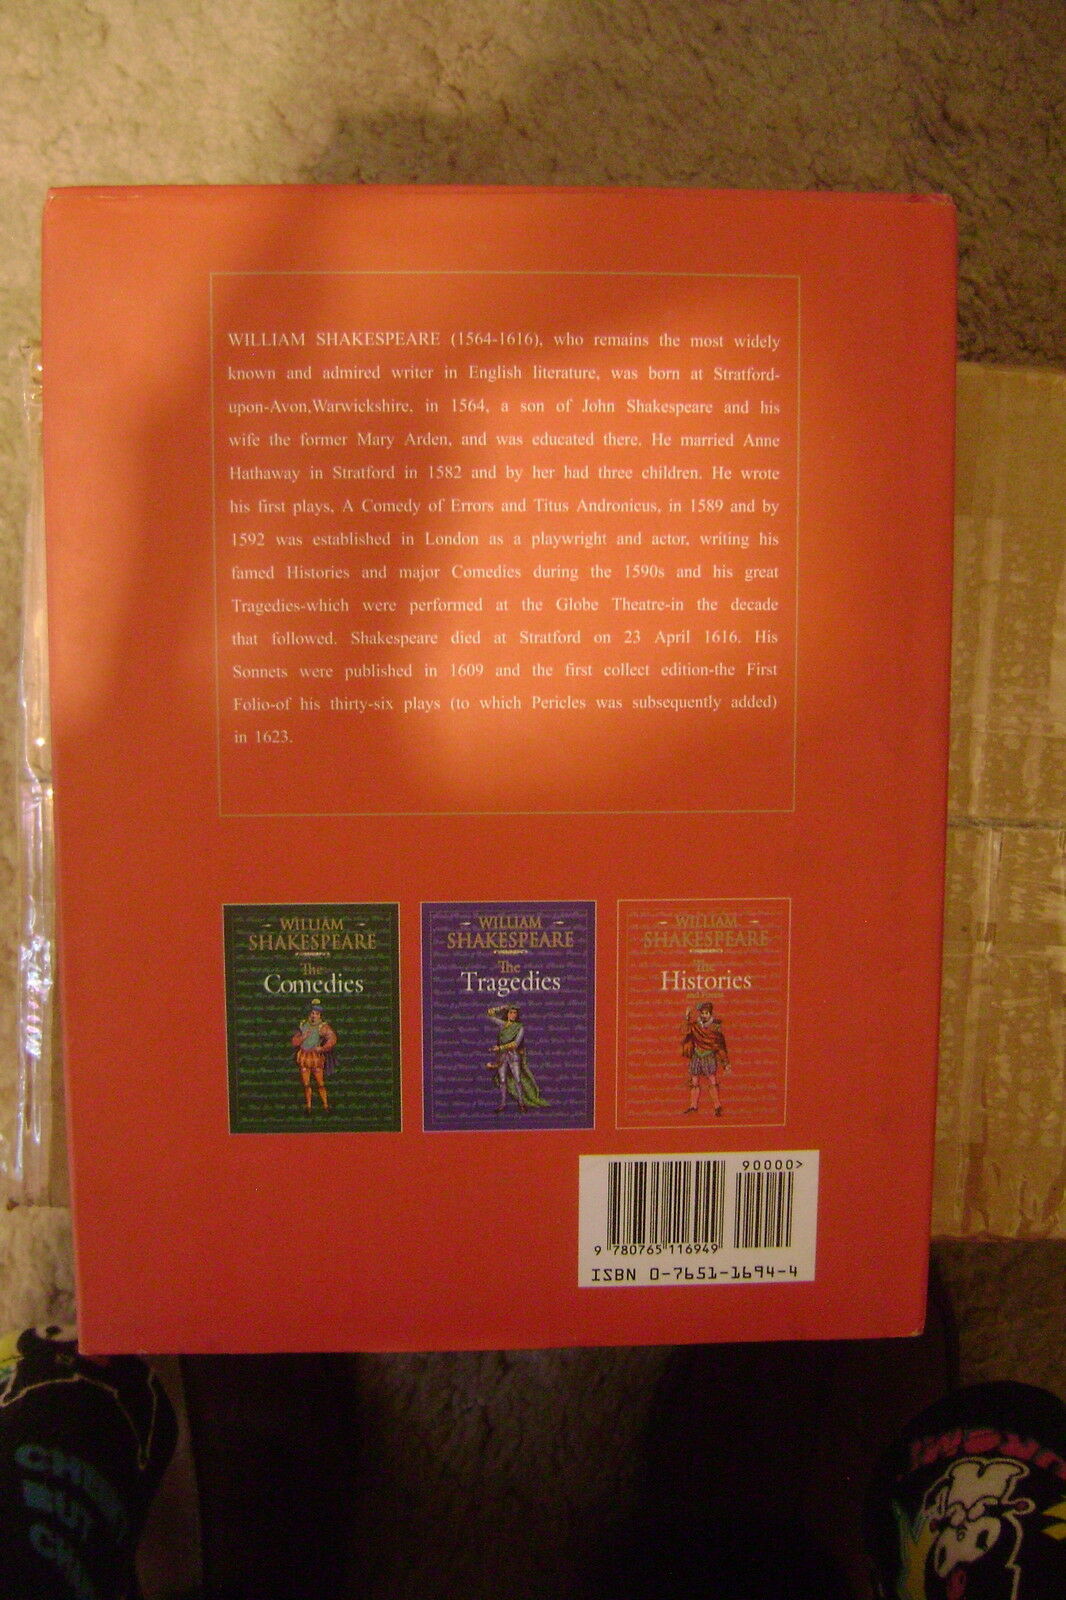 WILLIAM SHAKESPEARE (1564-1616), who remains the most widely
known and admired writer in English literature, was born at Stratford-
upon-Avon,Warwickshire, in 1564, a son of John Shakespeare and his
wife the former Mary Arden, and was educated there. He married Anne
Hathaway in Stratford in 1582 and by her had three children. He wrote
his first plays, A Comedy of Errors and Titus Andronicus, in 1589 and by
1592 was established in London as a playwright and actor, writing his
famed Histories and major Comedies during the 1590s and his great
Tragedies-which were performed at the Globe Theatre-in the decade
that followed. Shakespeare died at Stratford on 23 April 1616. His
Sonnets were published in 1609 and the first collect edition-the First
Folio-of his thirty-six plays (to which Pericles was subsequently added)
in 1623.
WILLIAM
SHAKESPEARE
The
Comedies
WILLIAM
SHAKESPEARE
The
Tragedies
WILLIAM
SHAKESPEARE
The
Histories
and Poems
90000>
9 780765 116949
ISBN 0-7651-1694-4
BUT